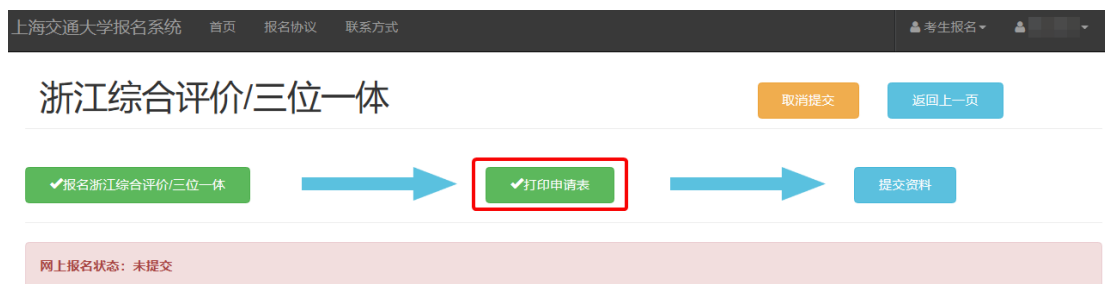 上海交通大学报名系统 首页 报名协议 联系方式 考生报名
浙江综合评价/三位一体 取消提交 返回上一页
报名浙江综合评价/三位一体 打印申请表 提交资料
网上报名状态：未提交